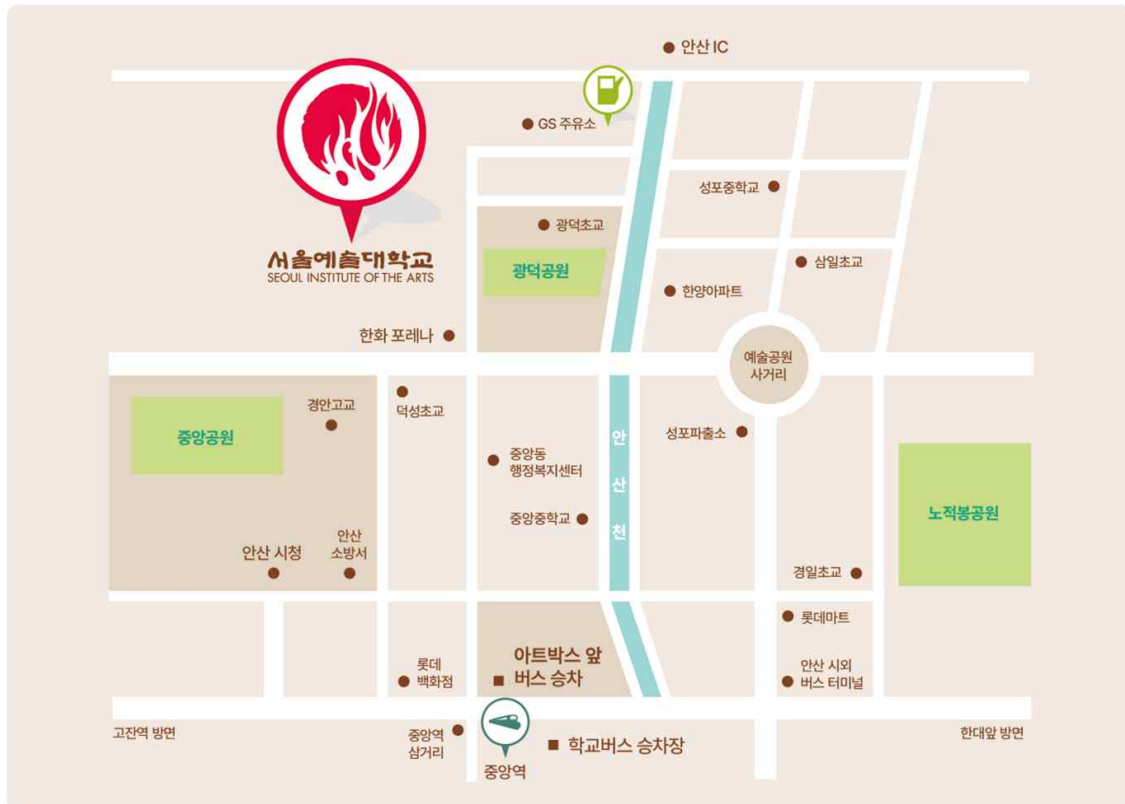 안산 IC
GS 주유소
성포중학교
광덕초교
서울예술대학교
SEOUL INSTITUTE OF THE ARTS
광덕공원
삼일초교
한양아파트
한화 포레나
예술공원
사거리
경안고교
덕성초교
중앙공원
성포파출소
안산천
중앙동
행정복지센터
중앙중학교
노적봉공원
안산 시청
안산
소방서
경일초교
롯데마트
롯데
백화점
아트박스 앞
버스 승차
안산 시외
버스 터미널
고잔역 방면
중앙역
삼거리
중앙역
학교버스 승차장
한대앞 방면